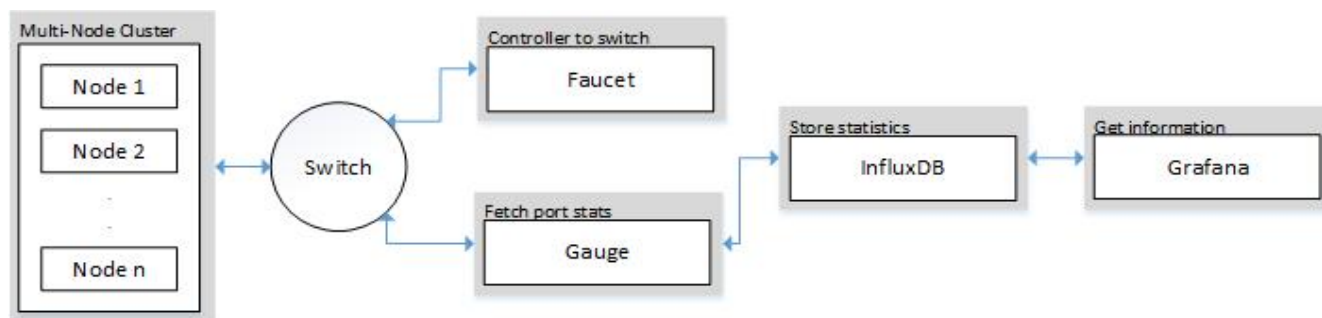 Multi-Node Cluster
Node 1
Node 2
Node n
Switch
Controller to switch
Faucet
Fetch port stats
Gauge
Store statistics
InfluxDB
Get information
Grafana